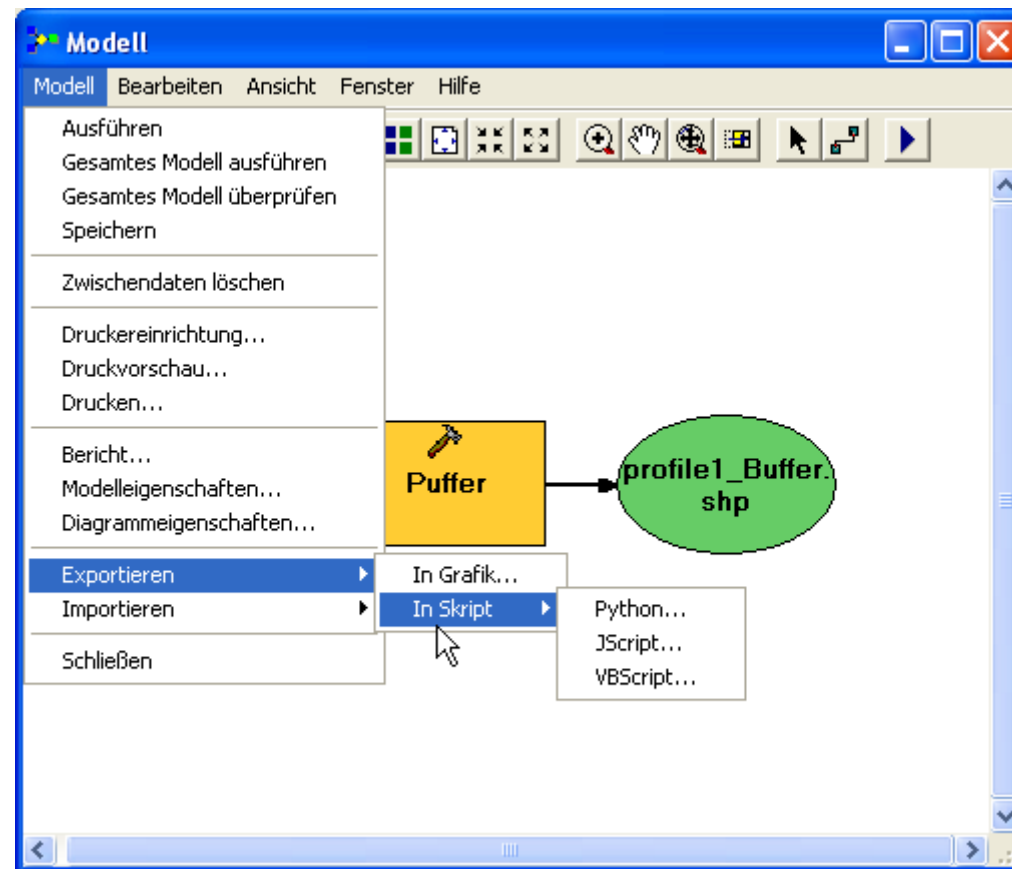 Modell
Modell Bearbeiten Ansicht Fenster Hilfe
Ausführen
Gesamtes Modell ausführen
Gesamtes Modell überprüfen
Speichern
Zwischendaten löschen
Druckereinrichtung...
Druckvorschau...
Drucken...
Bericht...
Modelleigenschaften...
Diagrammeigenschaften...
Exportieren
Importieren
Schließen
In Grafik...
In Skript
Python...
JScript...
VBScript...
Puffer
profile1_Buffer.
shp